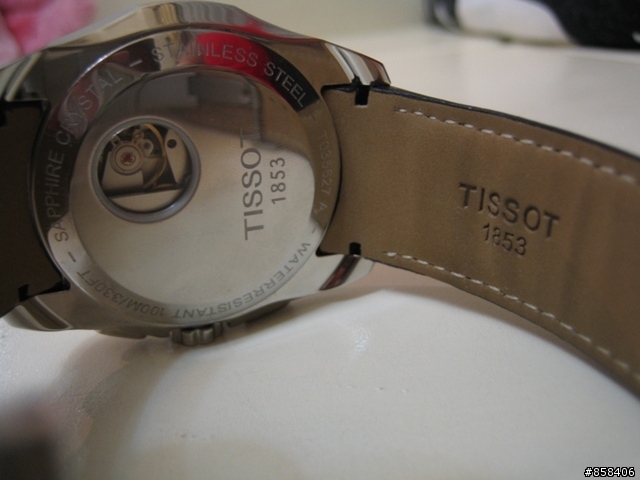 SAPPHIRE CRYSTAL - STAINLESS STEEL -
WATERRESISTANT 100M/330FT -
TISSOT
1853
TISSOT
1853
#858406